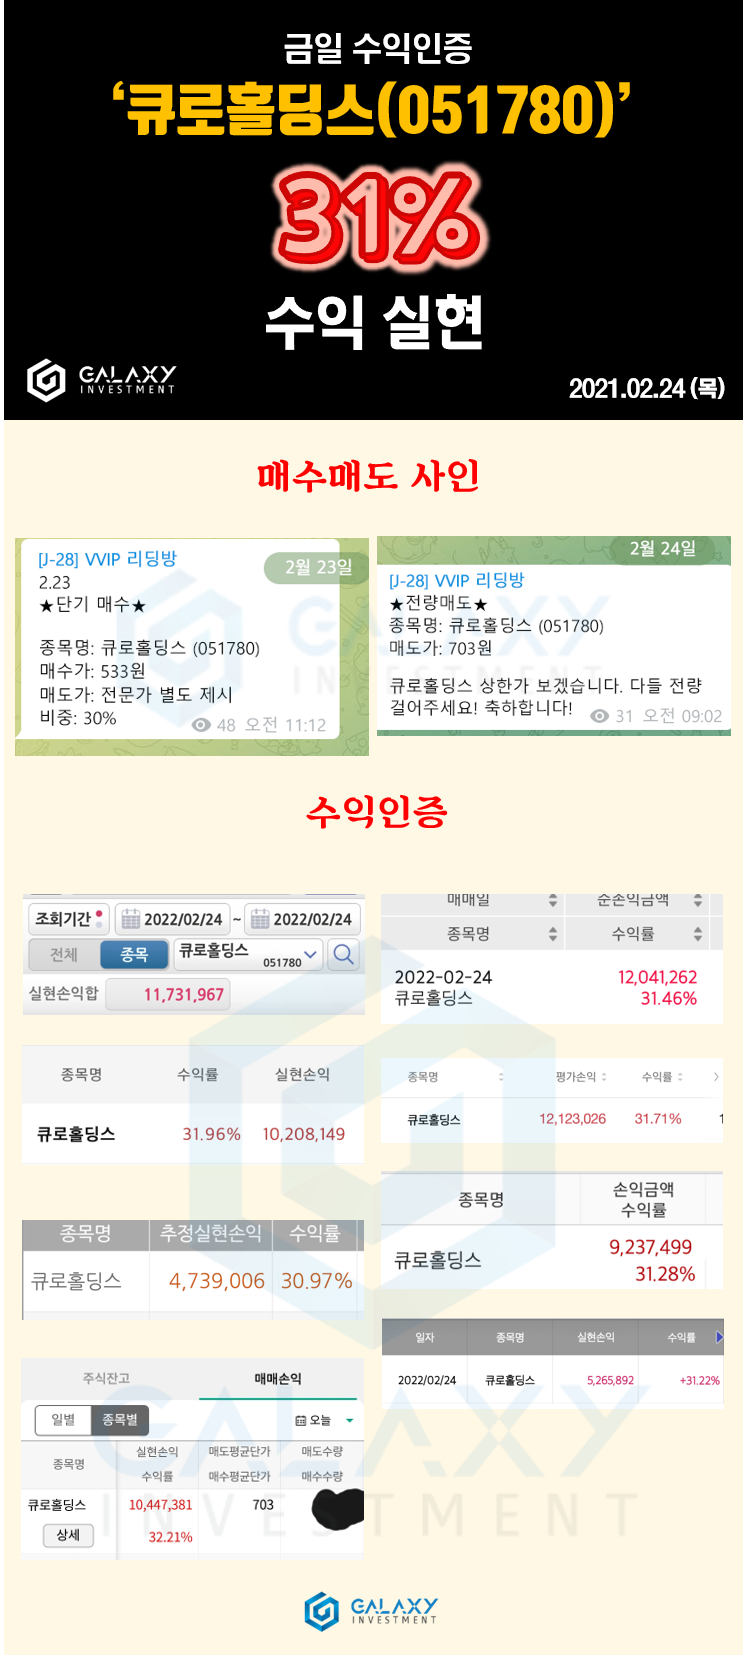 금일 수익인증
‘큐로홀딩스(051780)’
31%
수익 실현
GALAXY
INVESTMENT
2021.02.24 (목)
매수매도 사인
[J-28] VVIP 리딩방
2월 23일
2.23
★단기 매수★
종목명: 큐로홀딩스 (051780)
매수가: 533원
매도가: 전문가 별도 제시
비중: 30%
48 오전 11:12
2월 24일
[J-28] VVIP 리딩방
★전량매도★
종목명: 큐로홀딩스 (051780)
매도가: 703원
큐로홀딩스 상한가 보겠습니다. 다들 전량
걸어주세요! 축하합니다!
31 오전 09:02
수익인증
조회기간 2022/02/24 ~ 2022/02/24
전체 종목 큐로홀딩스 051780
실현손익합 11,731,967
매매일 순손익금액
종목명 수익률
2022-02-24 12,041,262
큐로홀딩스 31.46%
종목명 수익률 실현손익
큐로홀딩스 31.96% 10,208,149
종목명 평가손익 수익률
큐로홀딩스 12,123,026 31.71%
종목명 손익금액
수익률
큐로홀딩스 9,237,499
31.28%
종목명 추정실현손익 수익률
큐로홀딩스 4,739,006 30.97%
일자 종목명 실현손익 수익률
2022/02/24 큐로홀딩스 5,265,892 +31.22%
주식잔고 매매손익
일별 종목별 오늘
종목명 실현손익 매도평균단가 매도수량
수익률 매수평균단가 매수수량
큐로홀딩스 10,447,381 703
상세 32.21%
GALAXY
INVESTMENT
GALAXY
INVESTMENT